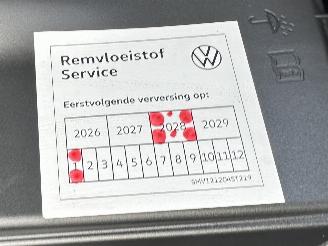 Remvloeistof
Service
Eerstvolgende verversing op:
2026 2027 2028 2029
1 2 3 4 5 6 7 8 9 10 11 12